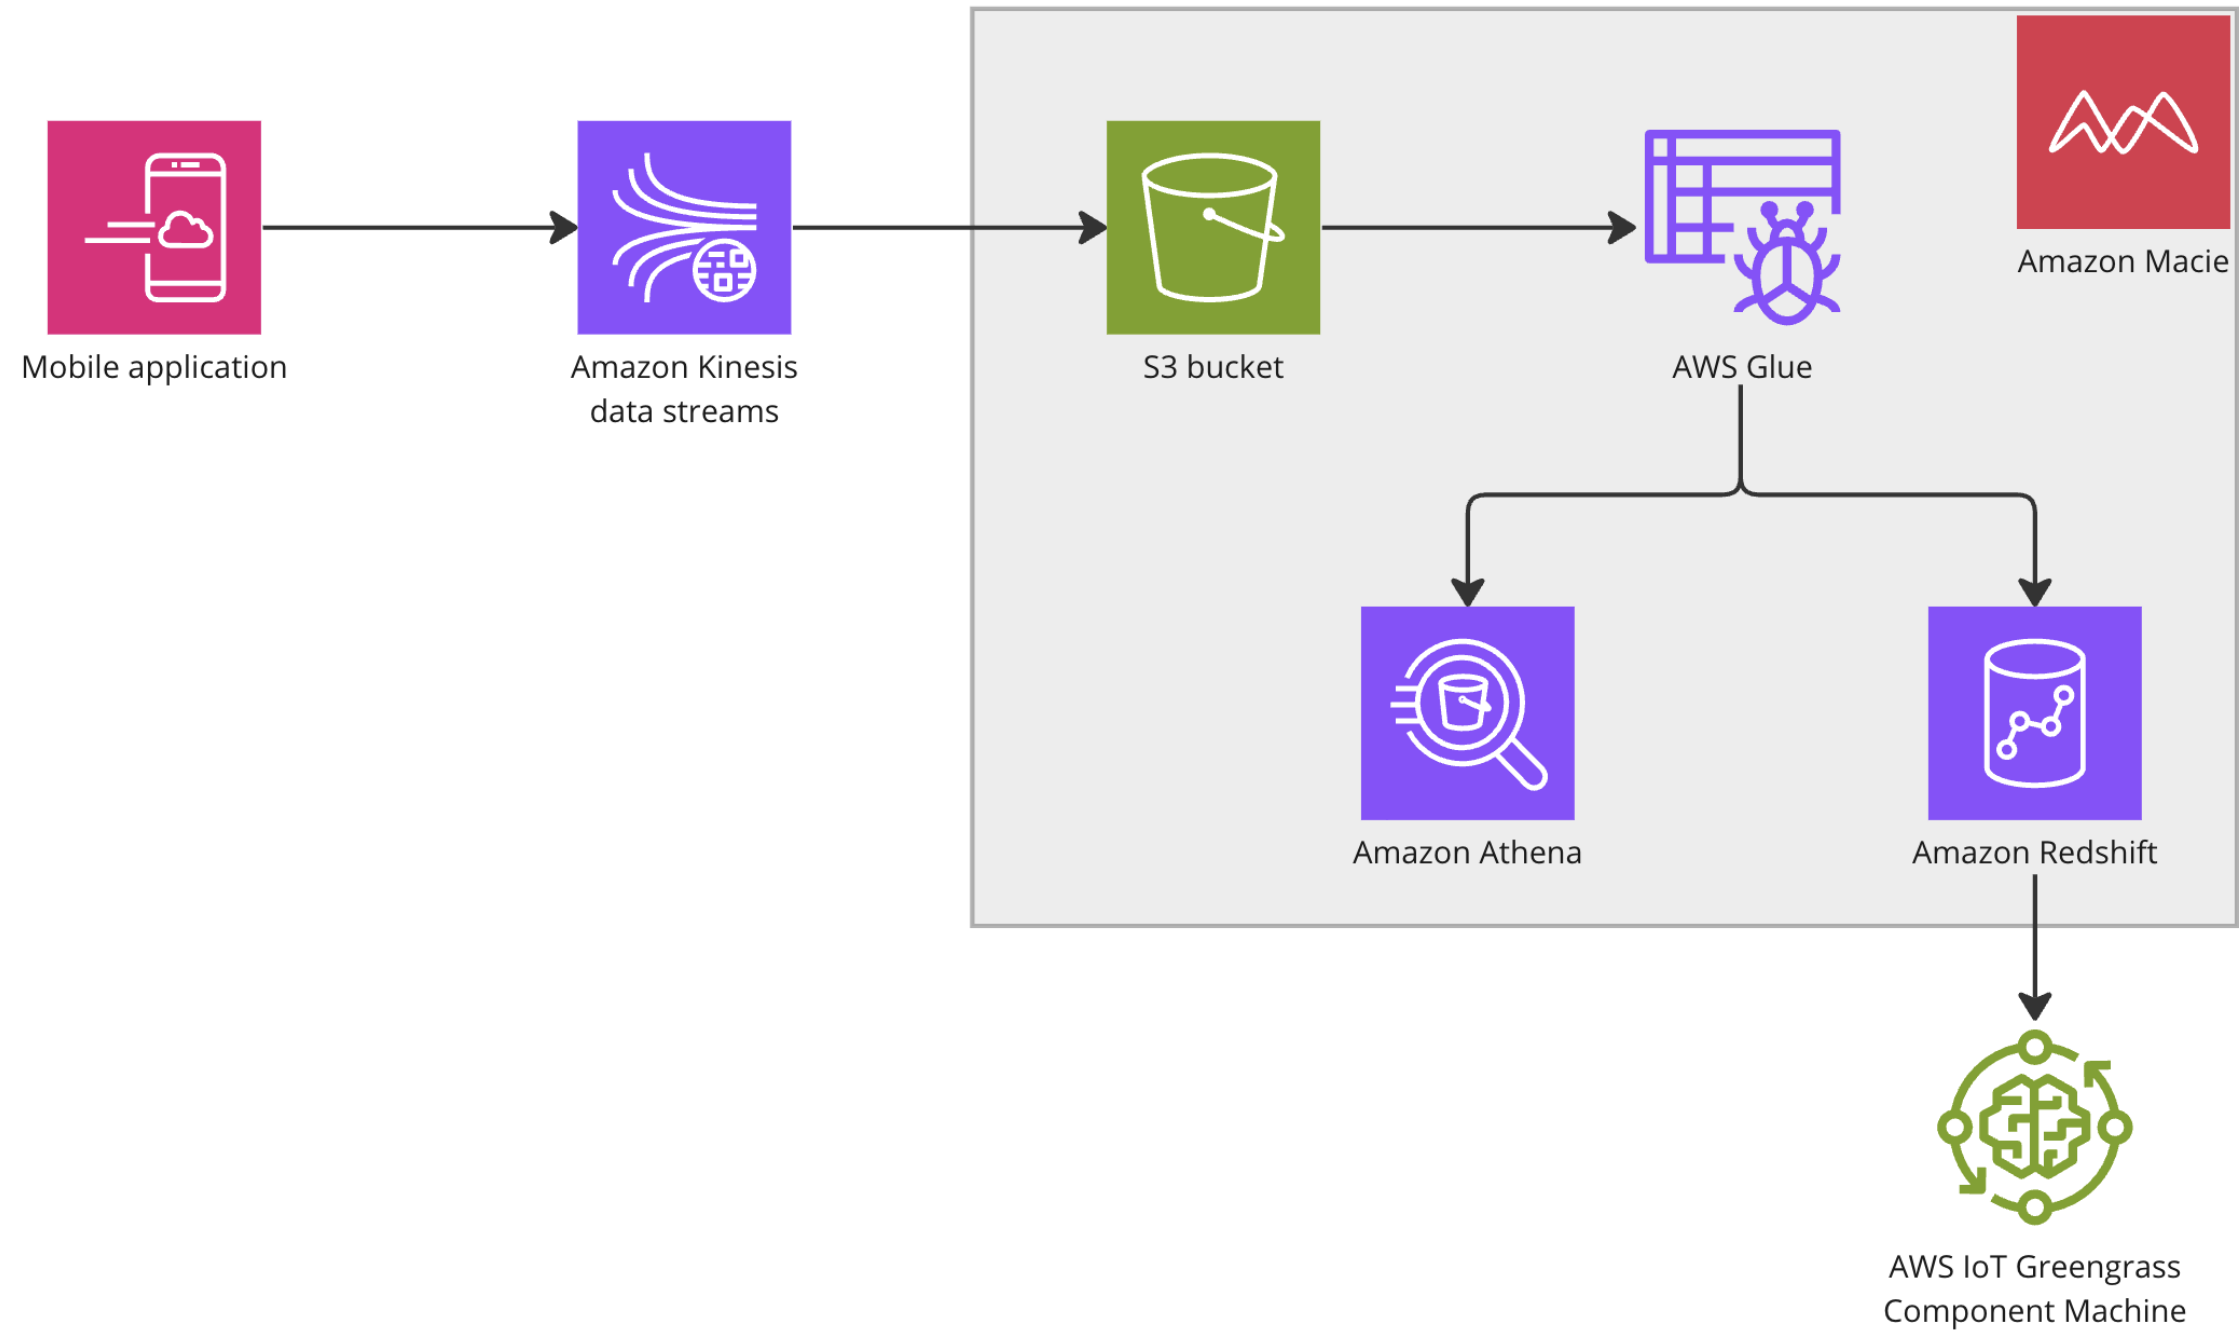 Amazon Macie
Mobile application
Amazon Kinesis
data streams
S3 bucket
AWS Glue
Amazon Athena
Amazon Redshift
AWS IoT Greengrass
Component Machine